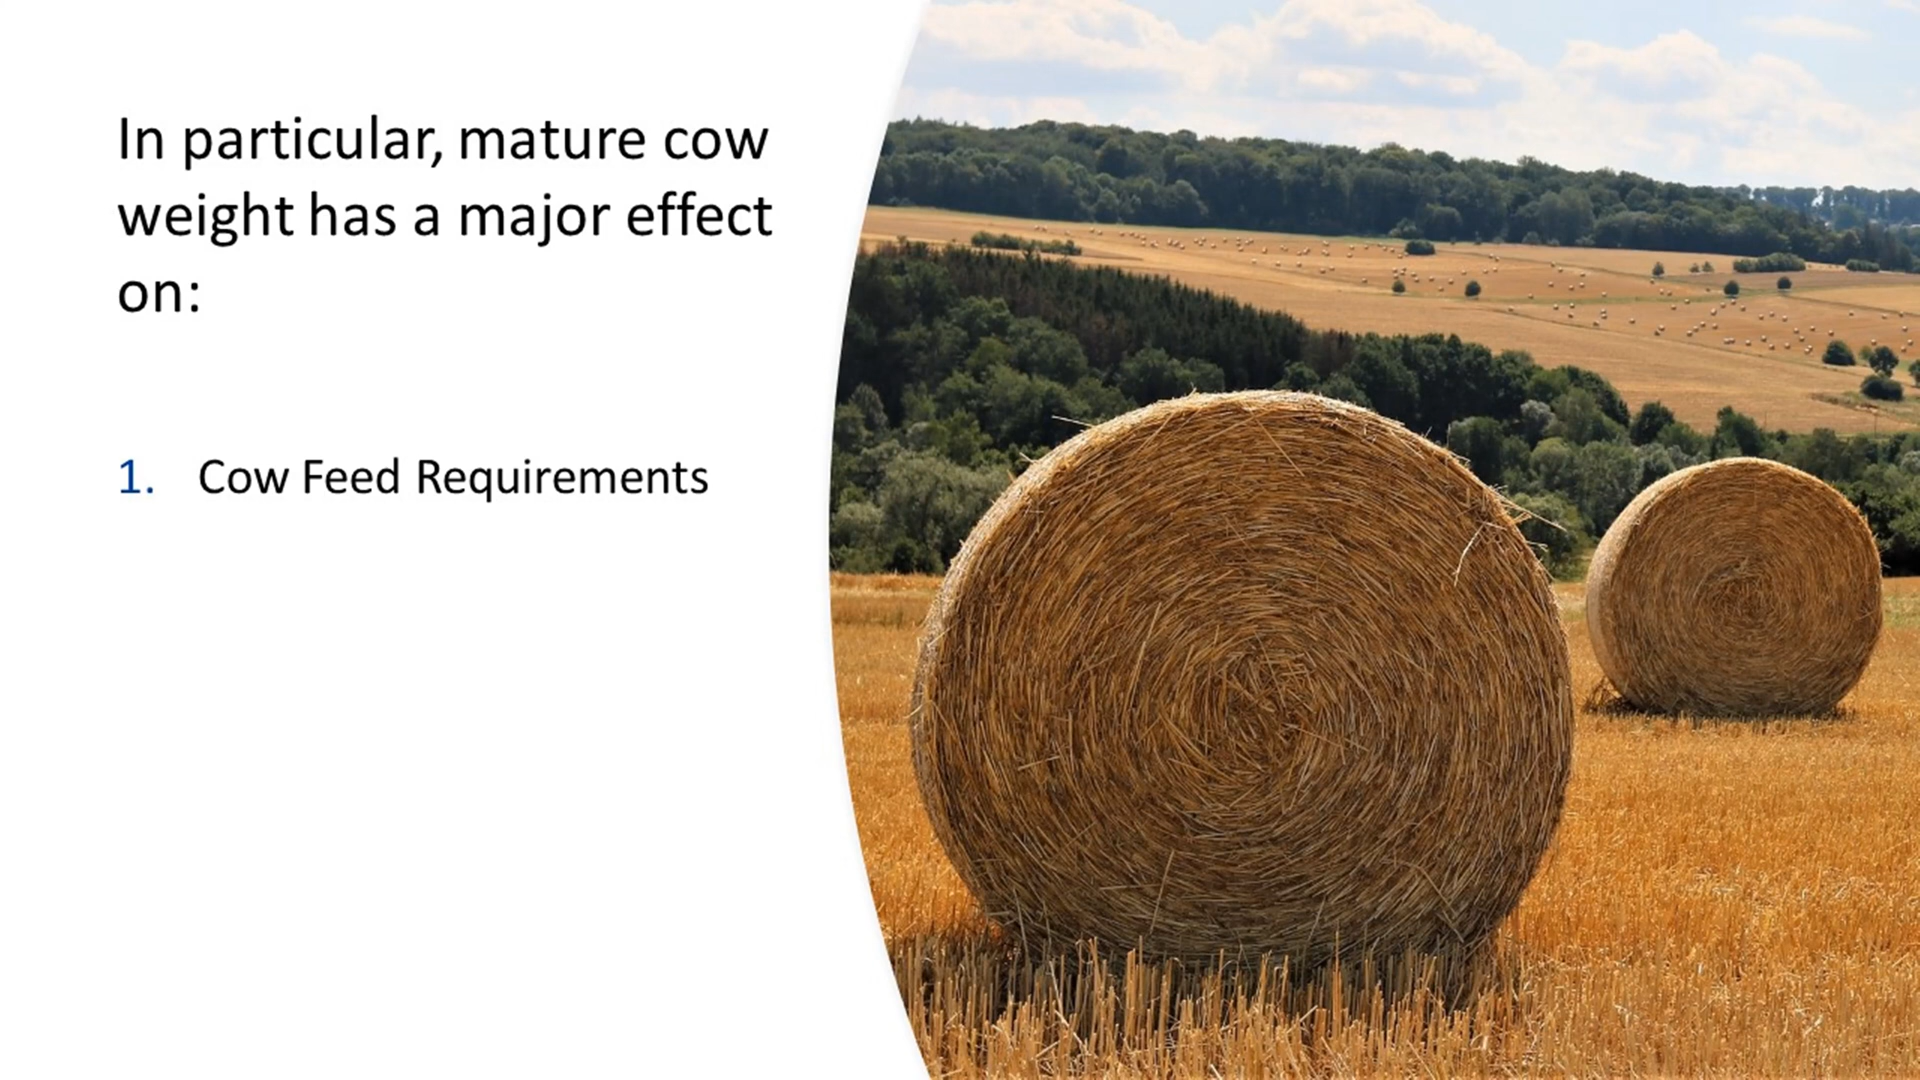 In particular, mature cow
weight has a major effect
on:
1. Cow Feed Requirements